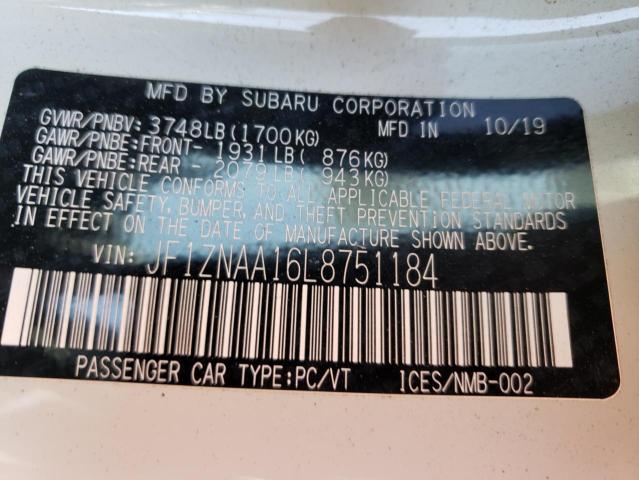 MFD BY SUBARU CORPORATION
GVWR/PNBV: 3748LB(1700KG) MFD IN 10/19
GAWR/PNBE:FRONT- 1931LB( 876KG)
GAWR/PNBE:REAR - 2079LB( 943KG)
THIS VEHICLE CONFORMS TO ALL APPLICABLE FEDERAL MOTOR
VEHICLE SAFETY, BUMPER, AND THEFT PREVENTION STANDARDS
IN EFFECT ON THE DATE OF MANUFACTURE SHOWN ABOVE.
VIN: JF1ZNAA16L8751184
PASSENGER CAR TYPE:PC/VT ICES/NMB-002